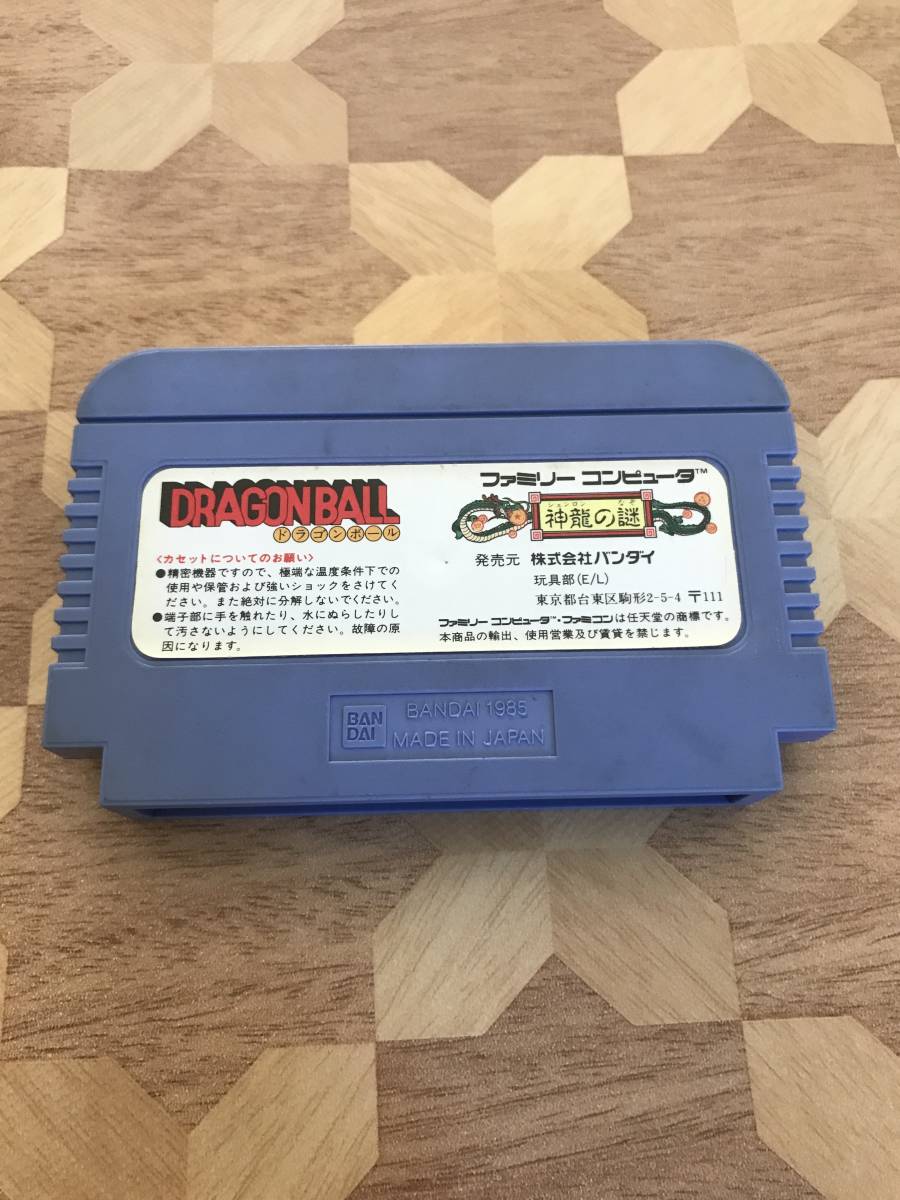 DRAGONBALL
ドラゴンボール
〈カセットについてのお願い〉
●精密機器ですので、極端な温度条件下での
使用や保管および強いショックをさけてく
ださい。また絶対に分解しないでください。
●端子部に手を触れたり、水にぬらしたりし
て汚さないようにしてください。故障の原
因になります。
ファミリー コンピュータ™
シェンロン なぞ
神龍の謎
発売元 株式会社バンダイ
玩具部(E/L)
東京都台東区駒形2-5-4 〒111
ファミリー コンピュータ™・ファミコンは任天堂の商標です。
本商品の輸出、使用営業及び賃貸を禁じます。
BAN
DAI
BANDAI 1985
MADE IN JAPAN